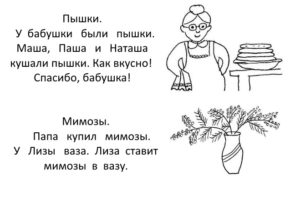 Пышки.
У бабушки были пышки.
Маша, Паша и Наташа
кушали пышки. Как вкусно!
Спасибо, бабушка!
Мимозы.
Папа купил мимозы.
У Лизы ваза. Лиза ставит
мимозы в вазу.